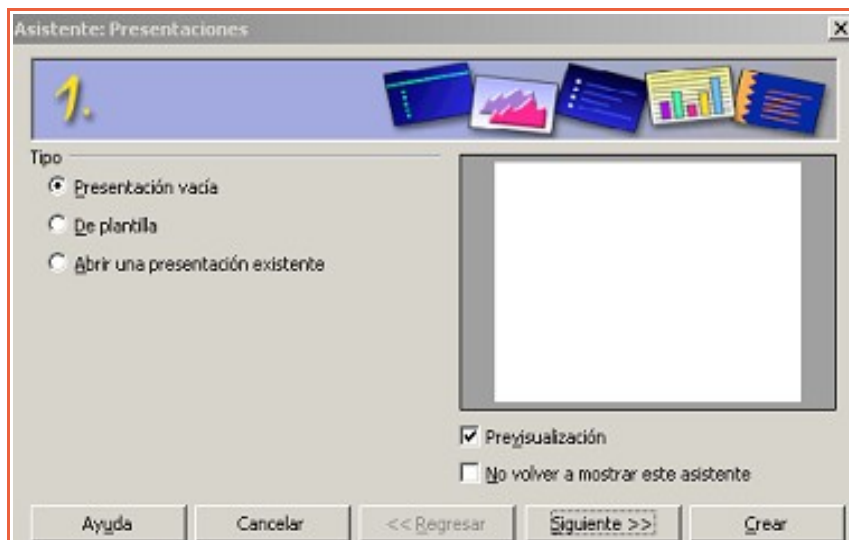 Asistente: Presentaciones
1.
Tipo
Presentación vacía
De plantilla
Abrir una presentación existente
Previsualización
No volver a mostrar este asistente
Ayuda
Cancelar
<< Regresar
Siguiente >>
Crear